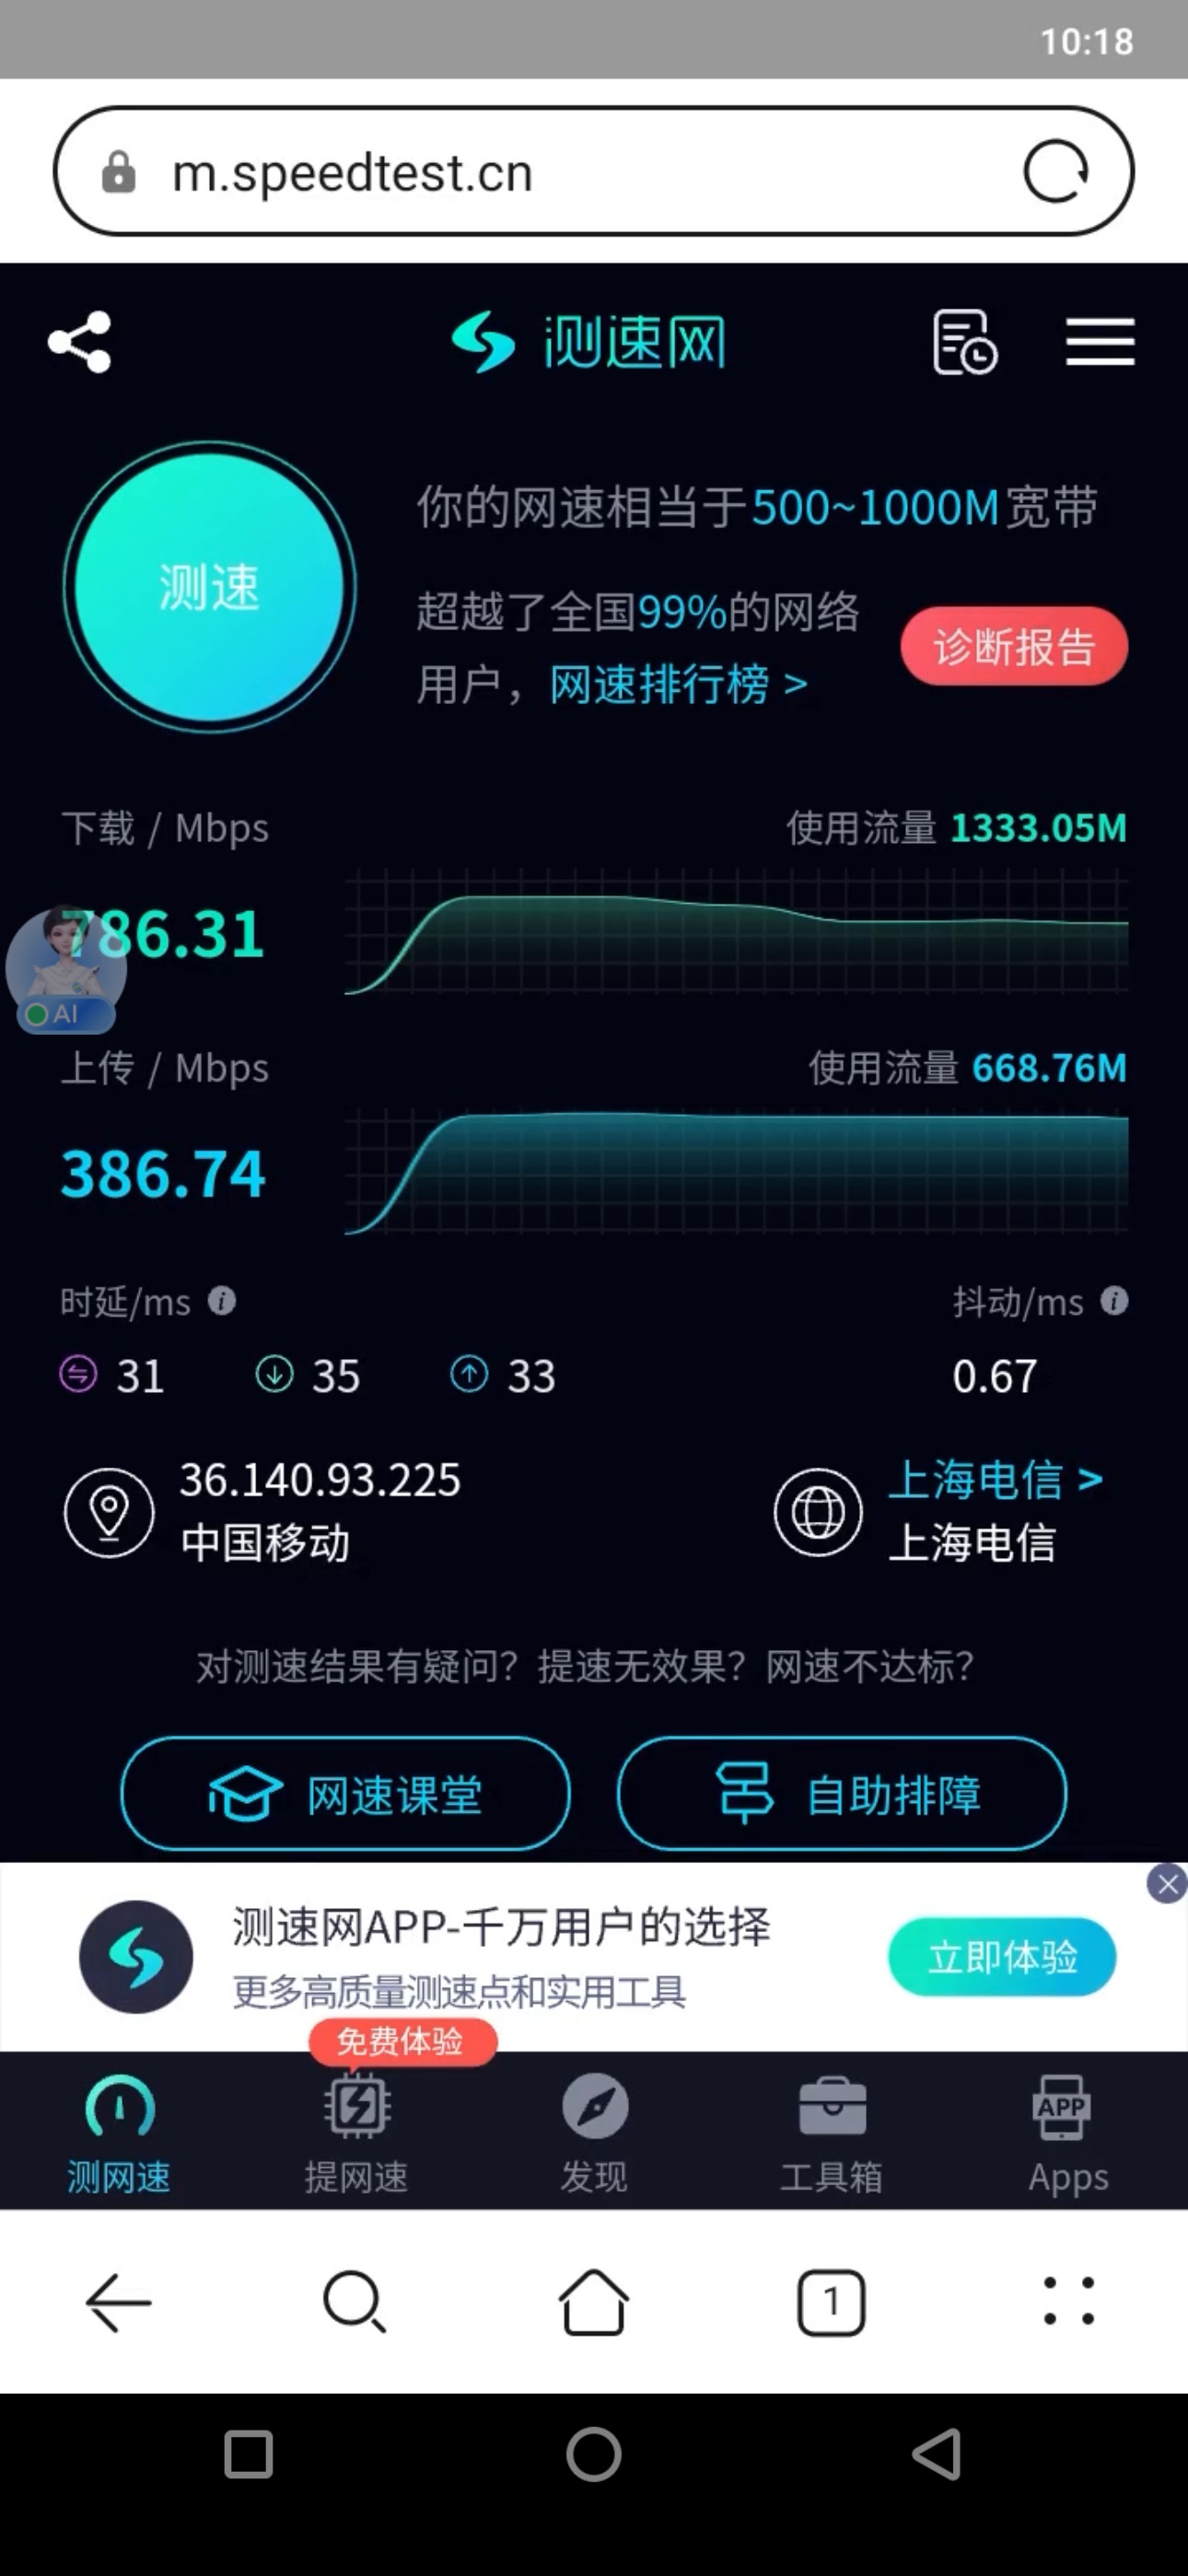 10:18
m.speedtest.cn
测速网
测速
你的网速相当于500~1000M宽带
超越了全国99%的网络
用户，网速排行榜 >
诊断报告
下载 / Mbps
使用流量 1333.05M
786.31
AI
上传 / Mbps
使用流量 668.76M
386.74
时延/ms
抖动/ms
31
35
33
0.67
36.140.93.225
中国移动
上海电信 >
上海电信
对测速结果有疑问？提速无效果？网速不达标？
网速课堂
自助排障
测速网APP-千万用户的选择
更多高质量测速点和实用工具
立即体验
免费体验
APP
测网速
提网速
发现
工具箱
Apps
1